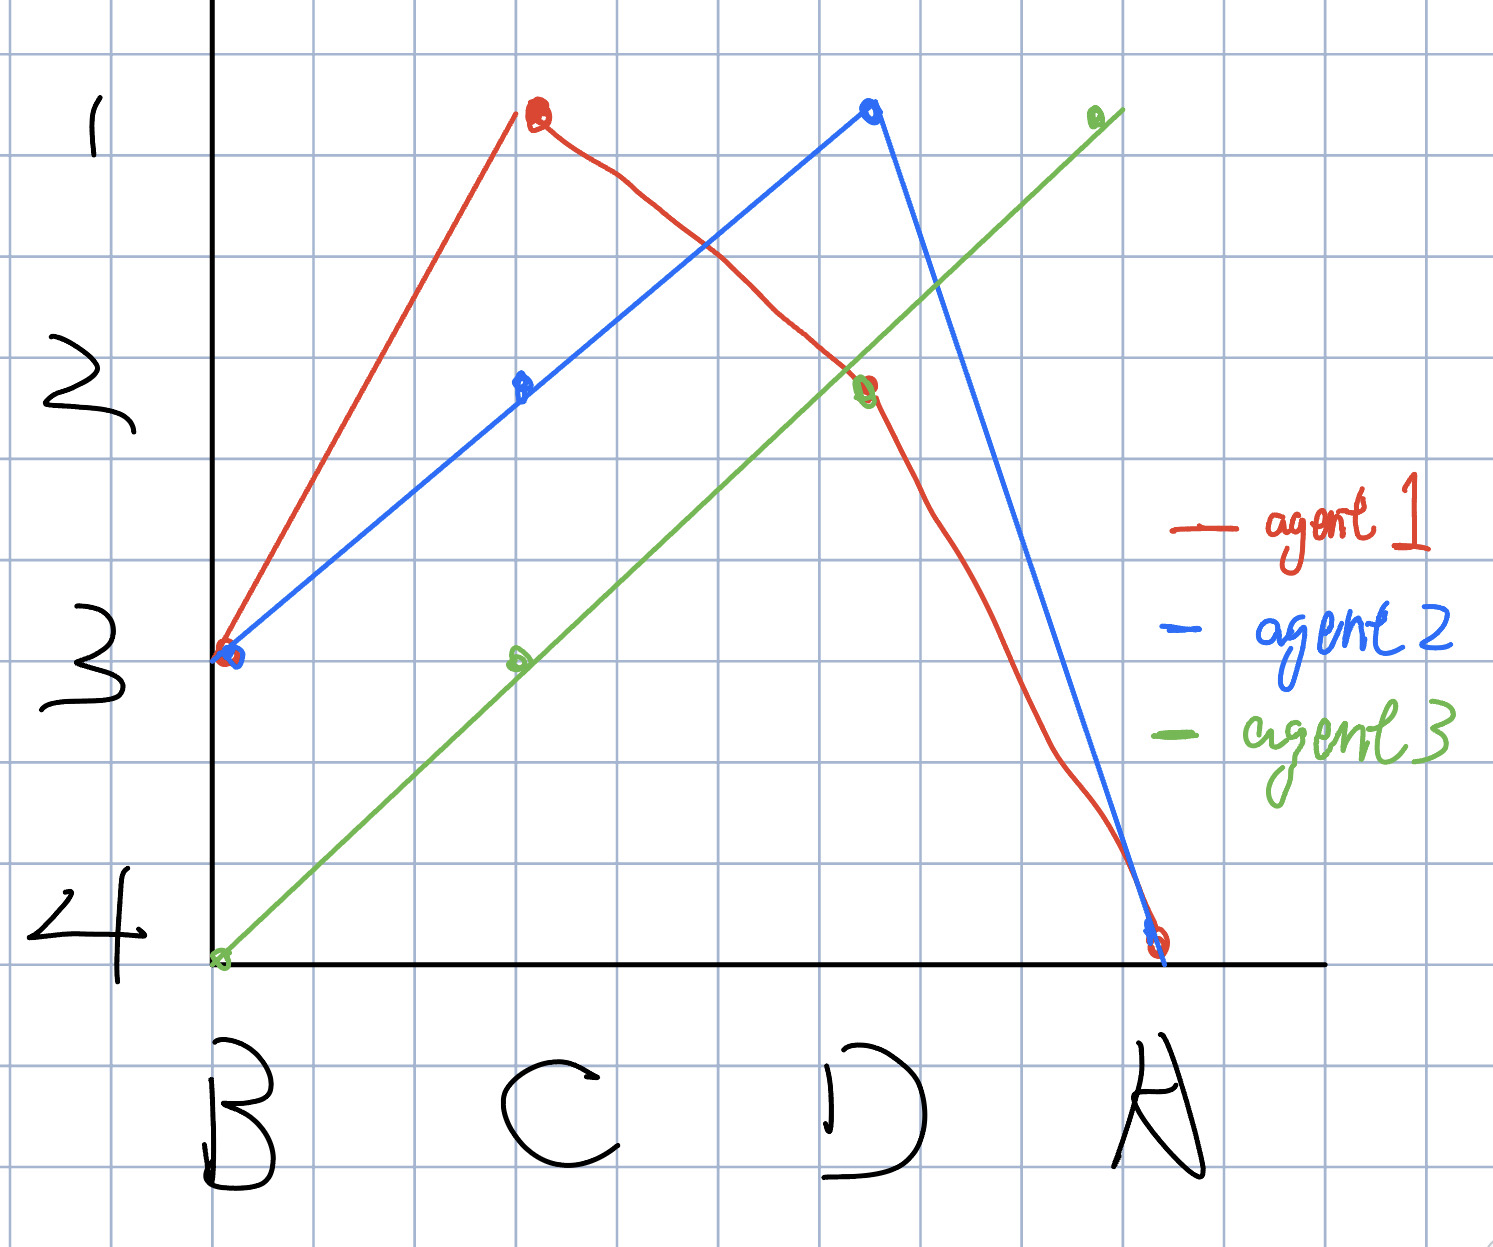 1
2
3
4
— agent 1
- agent 2
- agent 3
B C D A